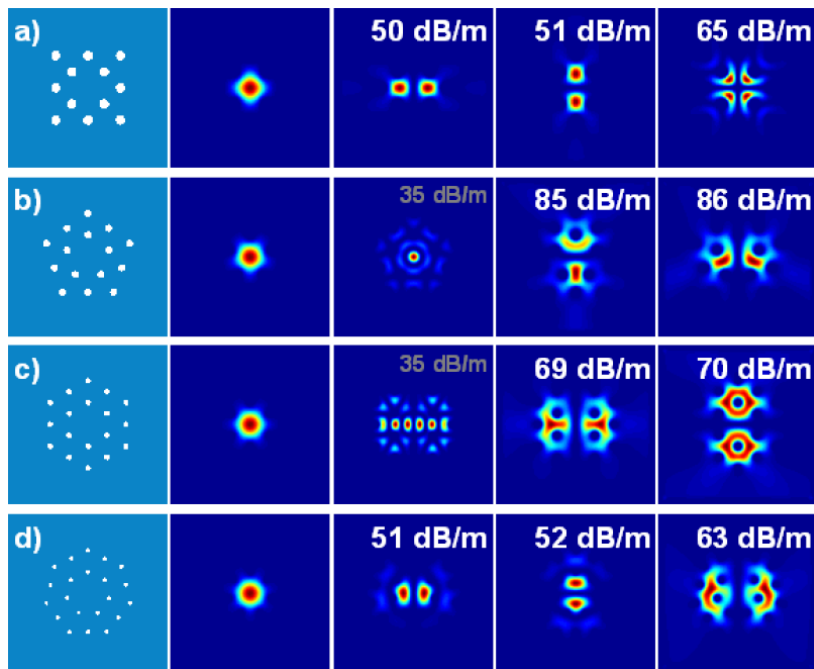 a) 50 dB/m 51 dB/m 65 dB/m
b) 35 dB/m 85 dB/m 86 dB/m
c) 35 dB/m 69 dB/m 70 dB/m
d) 51 dB/m 52 dB/m 63 dB/m